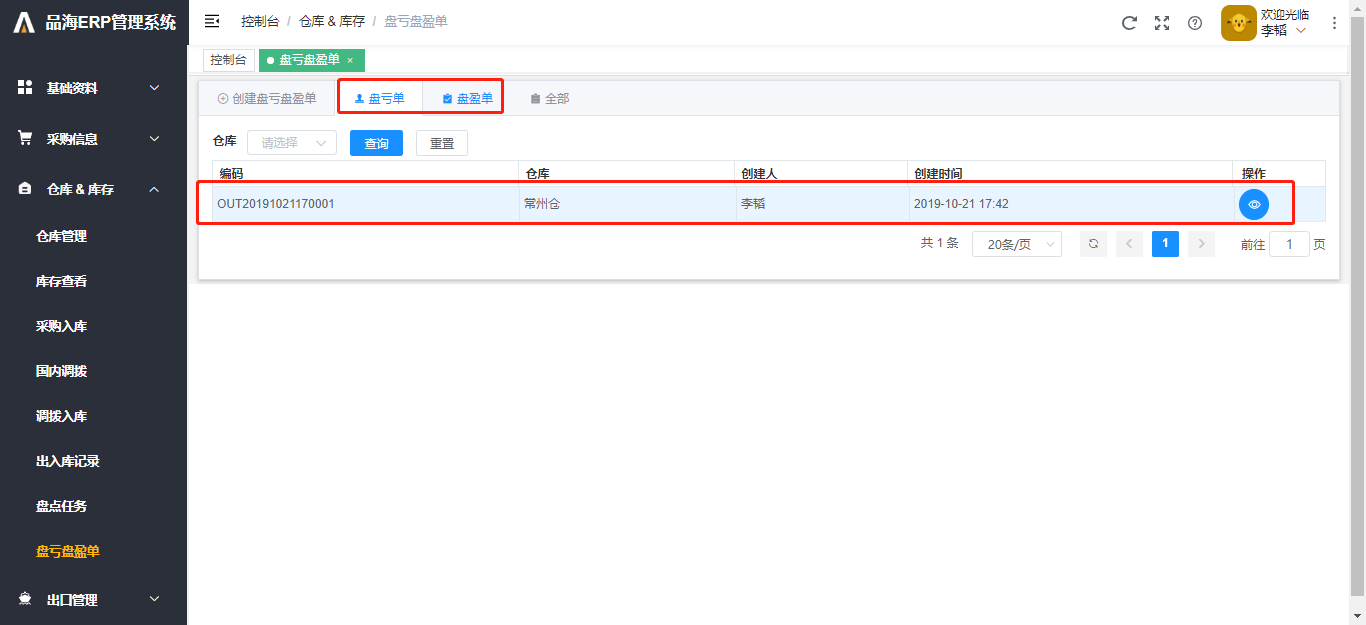 品海ERP管理系统
基础资料
采购信息
仓库 & 库存
仓库管理
库存查看
采购入库
国内调拨
调拨入库
出入库记录
盘点任务
盘亏盘盈单
出口管理
控制台 / 仓库 & 库存 / 盘亏盘盈单
欢迎光临
李韬
控制台 盘亏盘盈单 ×
创建盘亏盘盈单 盘亏单 盘盈单 全部
仓库 请选择 查询 重置
编码 仓库 创建人 创建时间 操作
OUT20191021170001 常州仓 李韬 2019-10-21 17:42
共 1 条 20条/页 1 前往 1 页